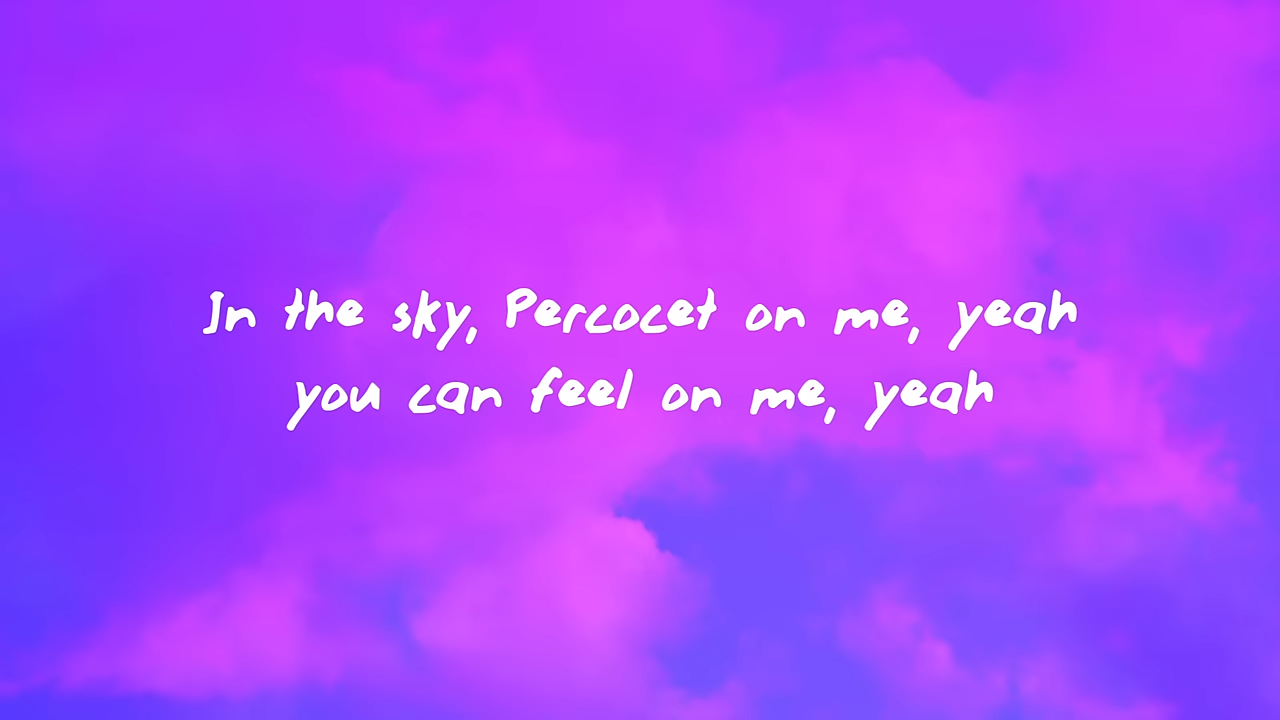 In the sky, Percocet on me, yeah
you can feel on me, yeah